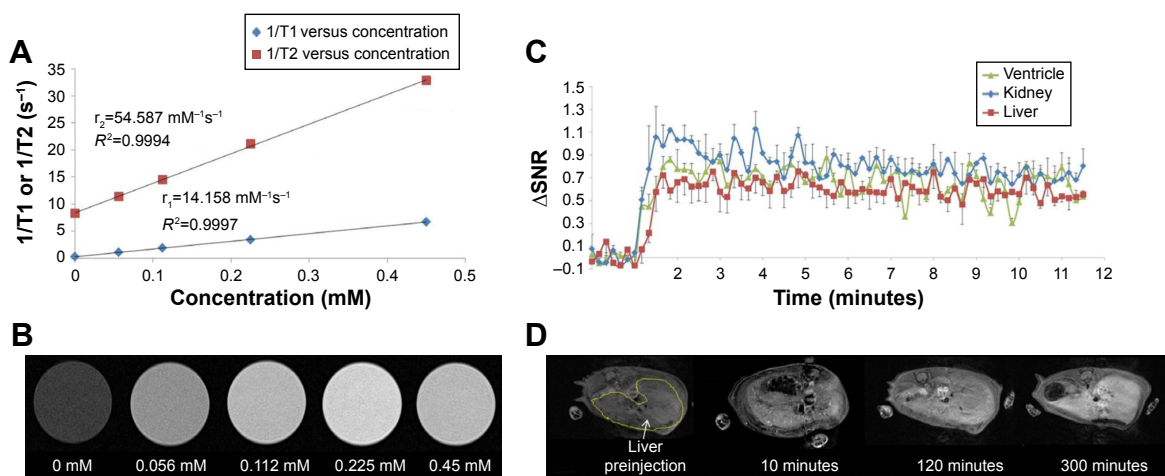 A
1/T1 versus concentration
1/T2 versus concentration
1/T1 or 1/T2 (s⁻¹)
35
30
25
20
15
10
5
0
r₂=54.587 mM⁻¹s⁻¹
R²=0.9994
r₁=14.158 mM⁻¹s⁻¹
R²=0.9997
0 0.1 0.2 0.3 0.4 0.5
Concentration (mM)
B
0 mM 0.056 mM 0.112 mM 0.225 mM 0.45 mM
C
Ventricle
Kidney
Liver
ΔSNR
1.5
1.3
1.1
0.9
0.7
0.5
0.3
0.1
–0.1
2 3 4 5 6 7 8 9 10 11 12
Time (minutes)
D
Liver
preinjection
10 minutes 120 minutes 300 minutes